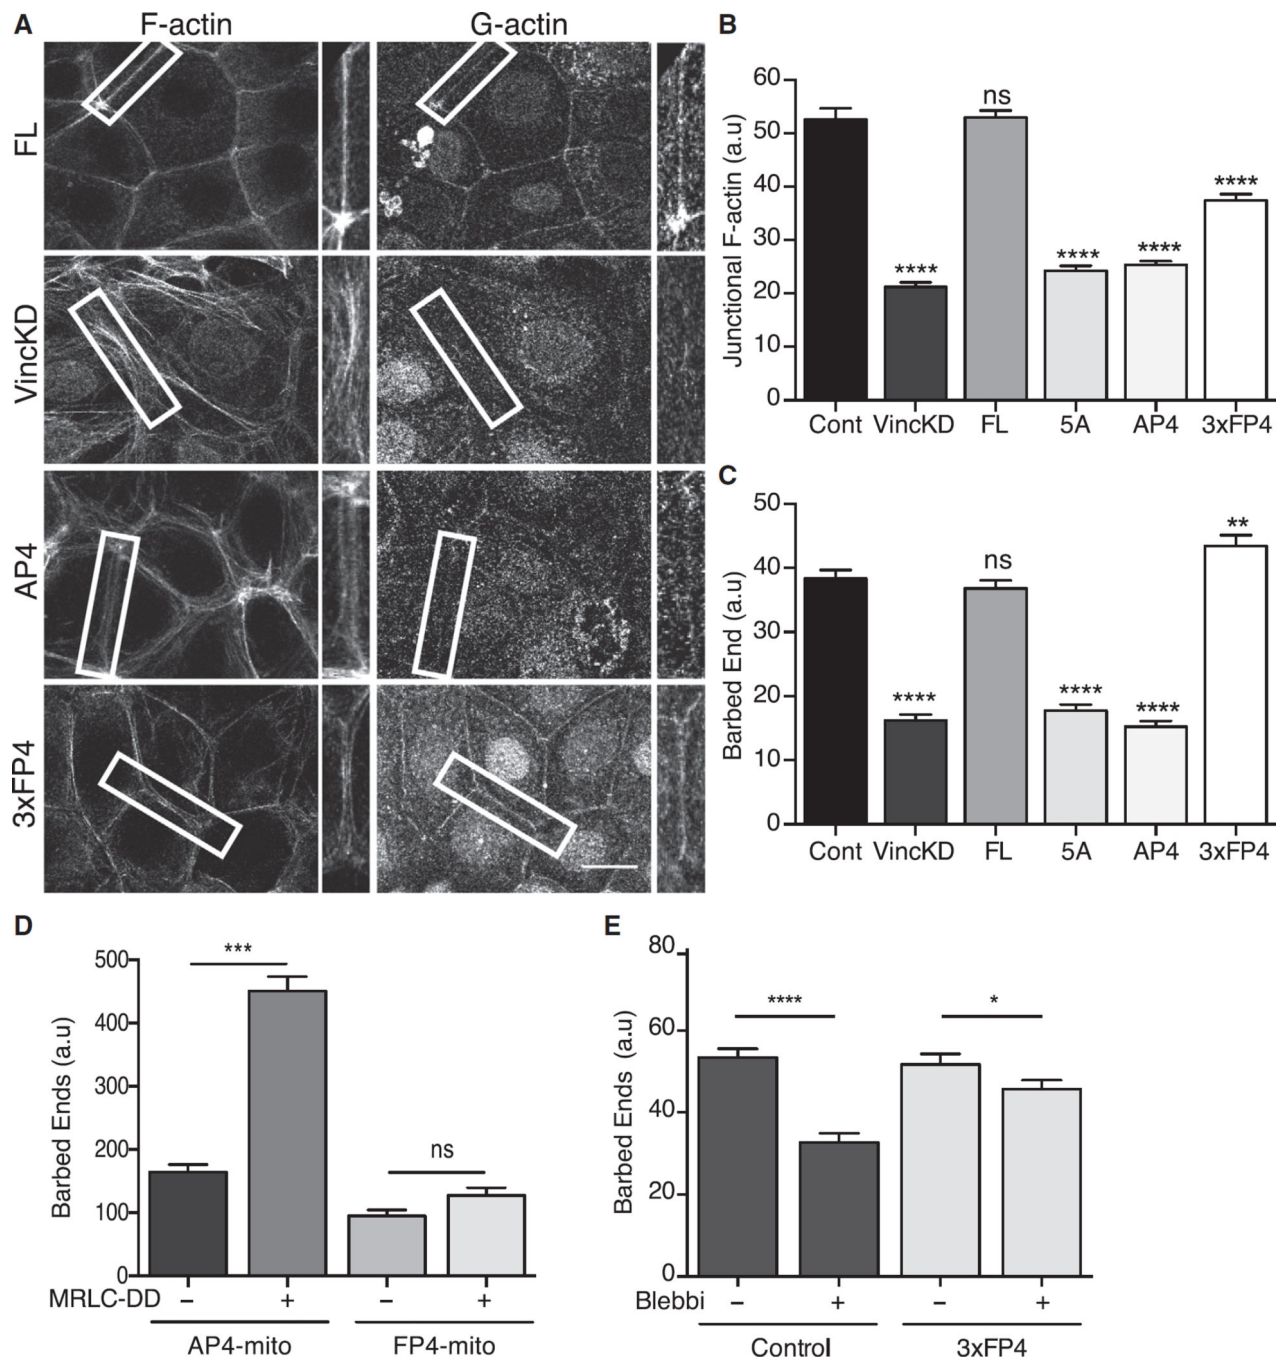 A
F-actin
G-actin
FL
VincKD
AP4
3xFP4
B
Junctional F-actin (a.u)
60
50
40
30
20
10
0
ns
****
****
****
****
Cont VincKD FL 5A AP4 3xFP4
C
Barbed End (a.u)
50
40
30
20
10
0
ns
**
****
****
****
Cont VincKD FL 5A AP4 3xFP4
D
Barbed Ends (a.u)
500
400
300
200
100
0
***
ns
MRLC-DD – + – +
AP4-mito FP4-mito
E
Barbed Ends (a.u)
80
60
40
20
0
****
*
Blebbi – + – +
Control 3xFP4